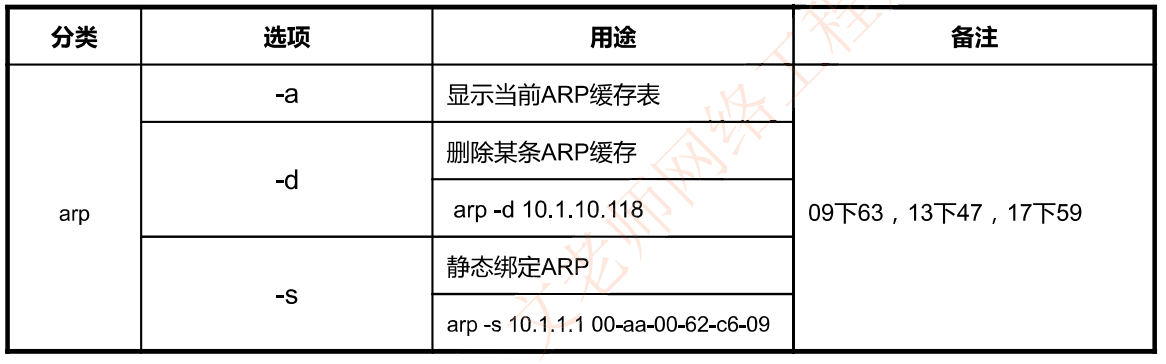 分类 选项 用途 备注
arp -a 显示当前ARP缓存表 09下63，13下47，17下59
-d 删除某条ARP缓存
arp -d 10.1.10.118
-s 静态绑定ARP
arp -s 10.1.1.1 00-aa-00-62-c6-09
文老师网络工程